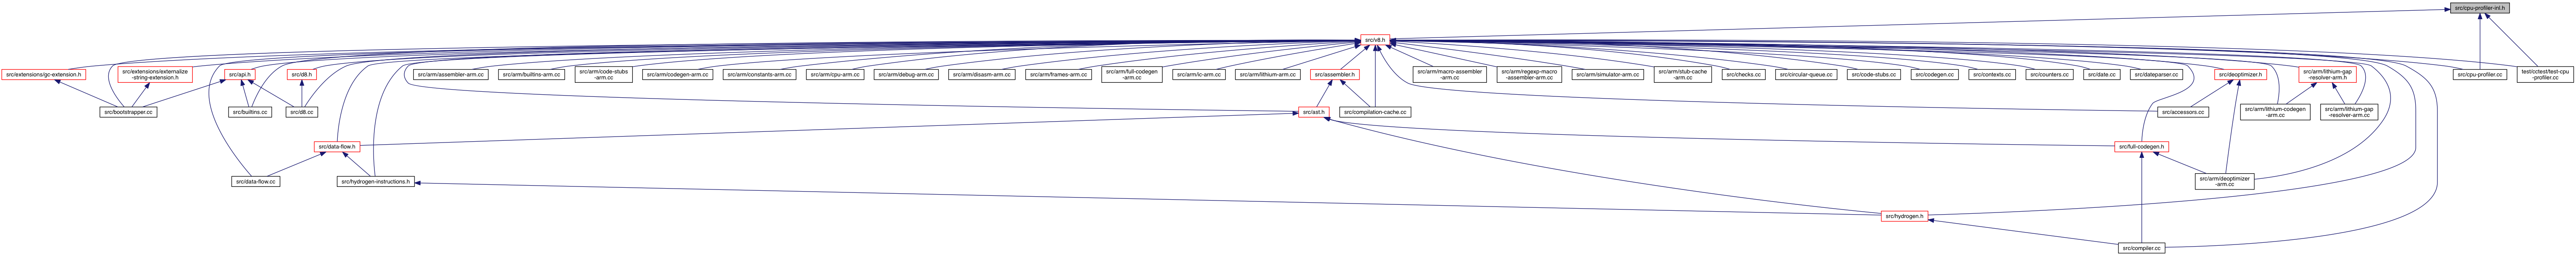 src/cpu-profiler-inl.h
src/v8.h
src/extensions/gc-extension.h
src/extensions/externalize
-string-extension.h
src/api.h
src/d8.h
src/arm/assembler-arm.cc
src/arm/builtins-arm.cc
src/arm/code-stubs
-arm.cc
src/arm/codegen-arm.cc
src/arm/constants-arm.cc
src/arm/cpu-arm.cc
src/arm/debug-arm.cc
src/arm/disasm-arm.cc
src/arm/frames-arm.cc
src/arm/full-codegen
-arm.cc
src/arm/ic-arm.cc
src/arm/lithium-arm.cc
src/assembler.h
src/arm/macro-assembler
-arm.cc
src/arm/regexp-macro
-assembler-arm.cc
src/arm/simulator-arm.cc
src/arm/stub-cache
-arm.cc
src/checks.cc
src/circular-queue.cc
src/code-stubs.cc
src/codegen.cc
src/contexts.cc
src/counters.cc
src/date.cc
src/dateparser.cc
src/deoptimizer.h
src/arm/lithium-gap
-resolver-arm.h
src/cpu-profiler.cc
test/cctest/test-cpu
-profiler.cc
src/bootstrapper.cc
src/builtins.cc
src/d8.cc
src/ast.h
src/compilation-cache.cc
src/accessors.cc
src/arm/lithium-codegen
-arm.cc
src/arm/lithium-gap
-resolver-arm.cc
src/data-flow.h
src/full-codegen.h
src/data-flow.cc
src/hydrogen-instructions.h
src/arm/deoptimizer
-arm.cc
src/hydrogen.h
src/compiler.cc